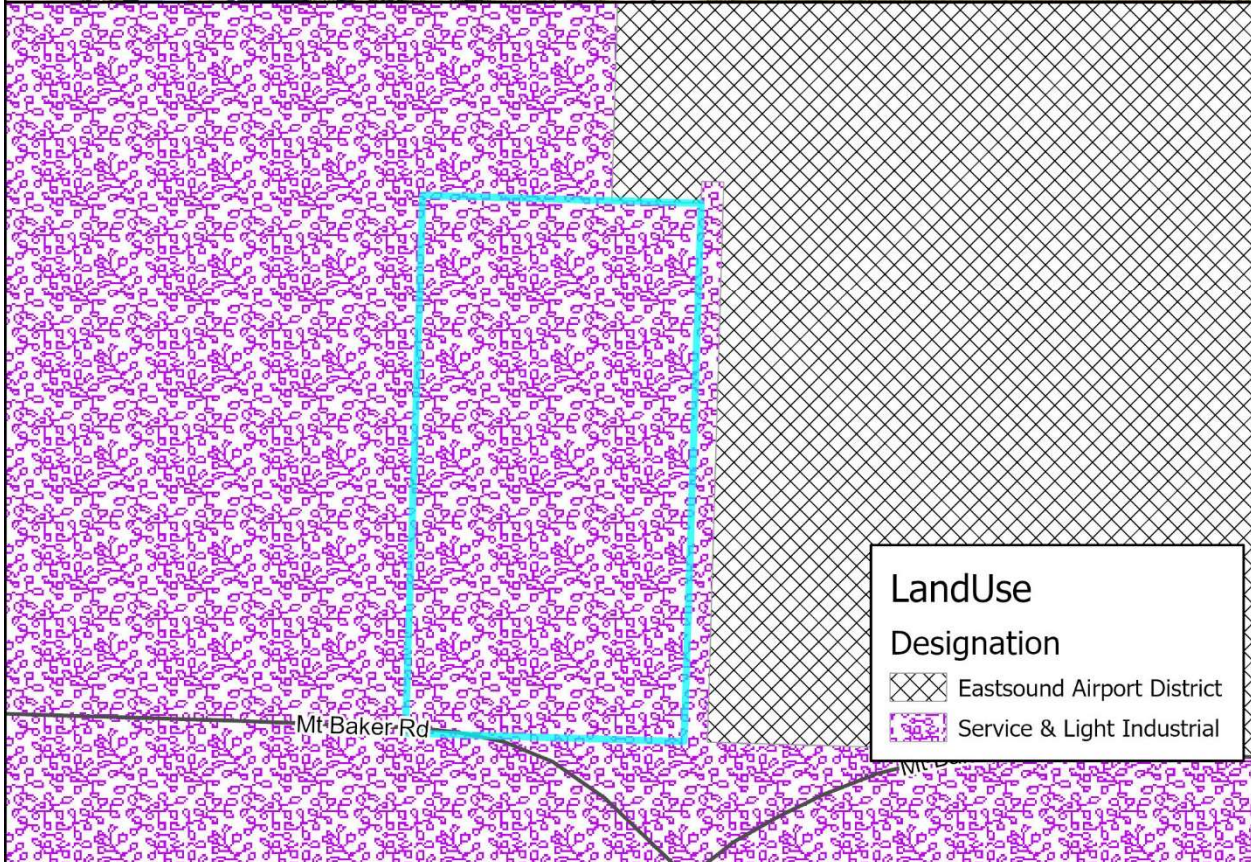 Mt Baker Rd
LandUse
Designation
Eastsound Airport District
Service & Light Industrial